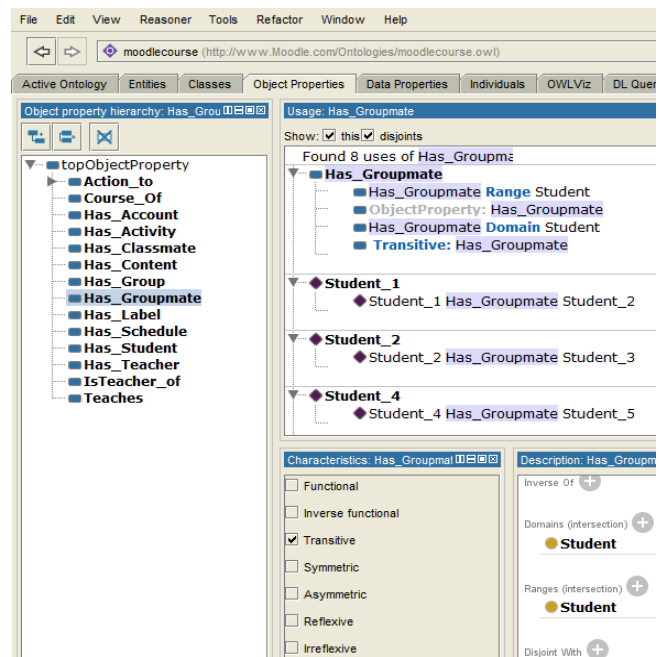 File Edit View Reasoner Tools Refactor Window Help
moodlecourse (http://www.Moodle.com/Ontologies/moodlecourse.owl)
Active Ontology Entities Classes Object Properties Data Properties Individuals OWLViz DL Quer
Object property hierarchy: Has_Grou
topObjectProperty
Action_to
Course_Of
Has_Account
Has_Activity
Has_Classmate
Has_Content
Has_Group
Has_Groupmate
Has_Label
Has_Schedule
Has_Student
Has_Teacher
IsTeacher_of
Teaches
Usage: Has_Groupmate
Show: this disjoints
Found 8 uses of Has_Groupma
Has_Groupmate
Has_Groupmate Range Student
ObjectProperty: Has_Groupmate
Has_Groupmate Domain Student
Transitive: Has_Groupmate
Student_1
Student_1 Has_Groupmate Student_2
Student_2
Student_2 Has_Groupmate Student_3
Student_4
Student_4 Has_Groupmate Student_5
Characteristics: Has_Groupmat
Functional
Inverse functional
Transitive
Symmetric
Asymmetric
Reflexive
Irreflexive
Description: Has_Groupm
Inverse Of
Domains (intersection)
Student
Ranges (intersection)
Student
Disjoint With